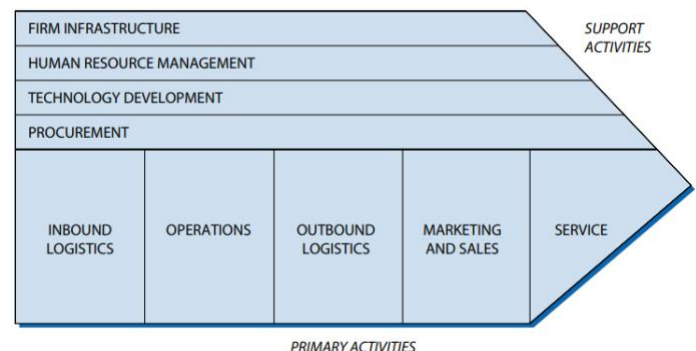 FIRM INFRASTRUCTURE
SUPPORT
ACTIVITIES
HUMAN RESOURCE MANAGEMENT
TECHNOLOGY DEVELOPMENT
PROCUREMENT
INBOUND
LOGISTICS
OPERATIONS
OUTBOUND
LOGISTICS
MARKETING
AND SALES
SERVICE
PRIMARY ACTIVITIES